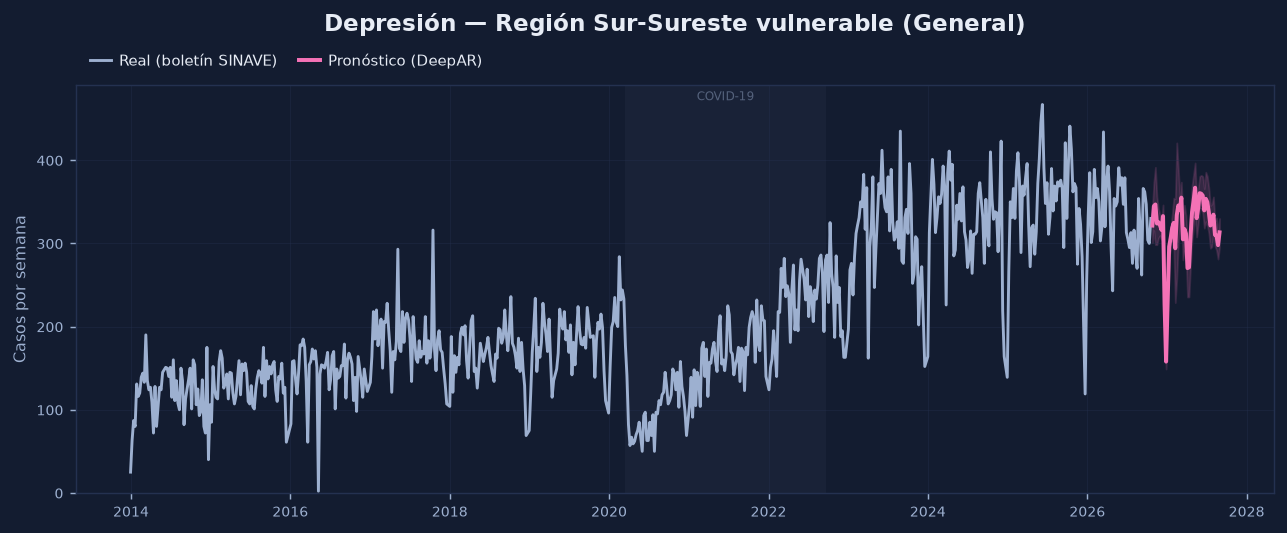 Depresión — Región Sur-Sureste vulnerable (General)
Real (boletín SINAVE) Pronóstico (DeepAR)
COVID-19
Casos por semana
400
300
200
100
0
2014 2016 2018 2020 2022 2024 2026 2028